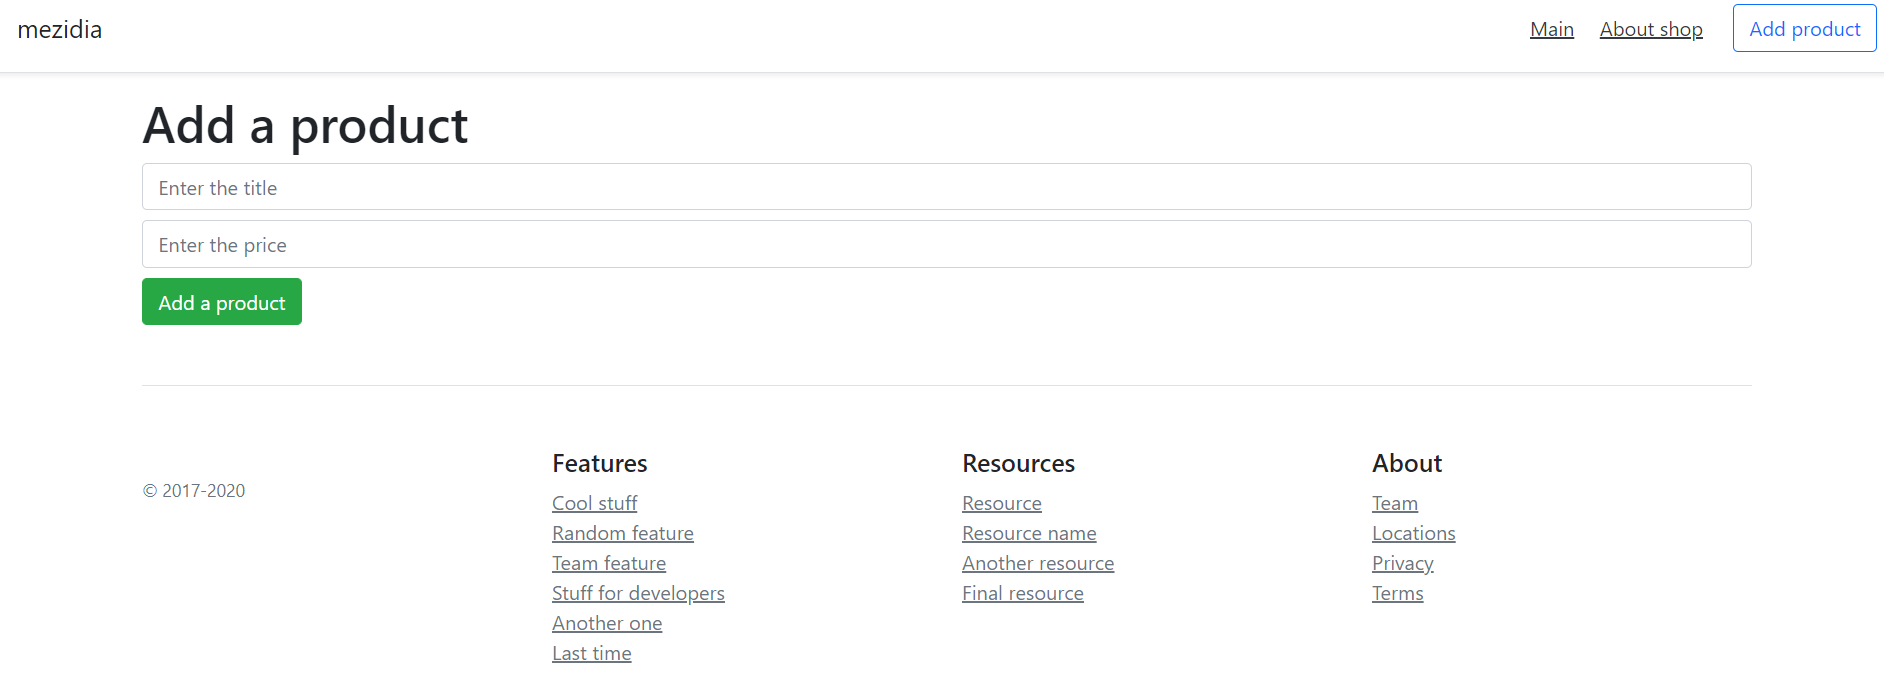 mezidia
Main
About shop
Add product
Add a product
Enter the title
Enter the price
Add a product
© 2017-2020
Features
Cool stuff
Random feature
Team feature
Stuff for developers
Another one
Last time
Resources
Resource
Resource name
Another resource
Final resource
About
Team
Locations
Privacy
Terms